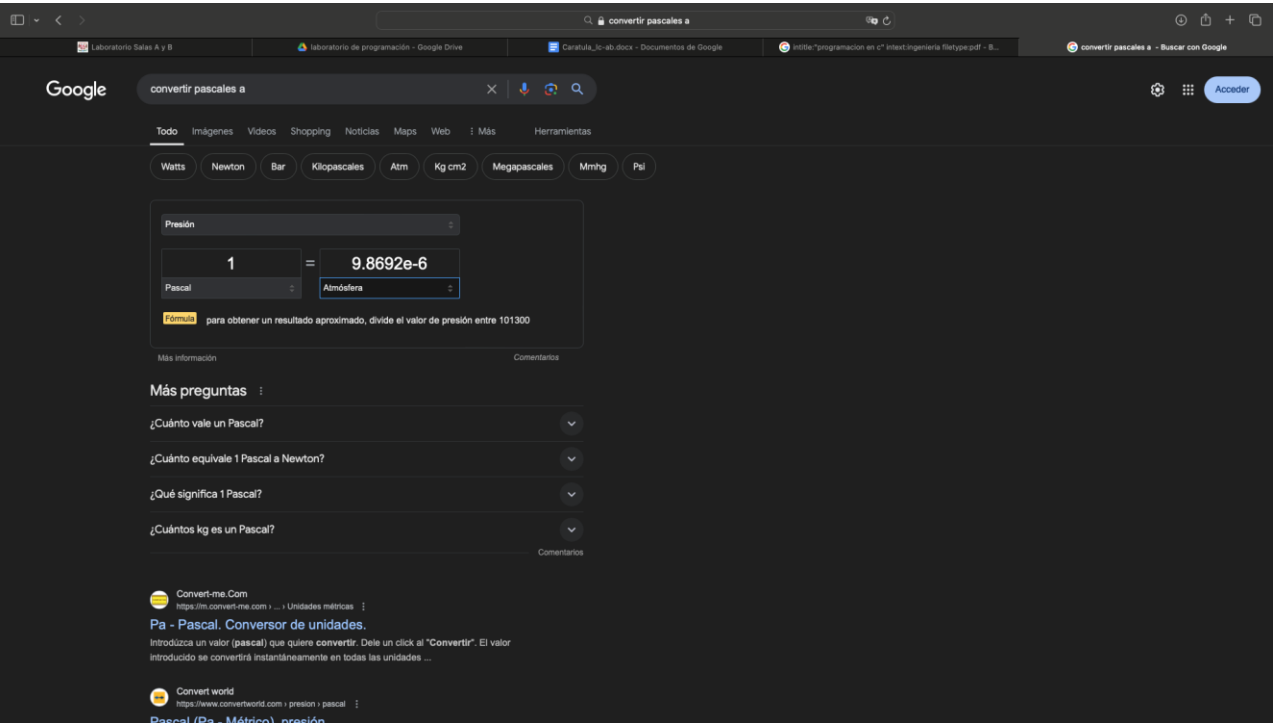 convertir pascales a
Laboratorio Salas A y B
laboratorio de programación - Google Drive
Caratula_lc-ab.docx - Documentos de Google
intitle:"programacion en c" intext:ingenieria filetype:pdf - B...
convertir pascales a - Buscar con Google
Google
convertir pascales a
Acceder
Todo Imágenes Videos Shopping Noticias Maps Web Más Herramientas
Watts Newton Bar Kilopascales Atm Kg cm2 Megapascales Mmhg Psi
Presión
1 = 9.8692e-6
Pascal Atmósfera
Fórmula para obtener un resultado aproximado, divide el valor de presión entre 101300
Más información Comentarios
Más preguntas
¿Cuánto vale un Pascal?
¿Cuánto equivale 1 Pascal a Newton?
¿Qué significa 1 Pascal?
¿Cuántos kg es un Pascal?
Comentarios
Convert-me.Com
https://m.convert-me.com › ... › Unidades métricas
Pa - Pascal. Conversor de unidades.
Introdúzca un valor (pascal) que quiere convertir. Dele un click al "Convertir". El valor
introducido se convertirá instantáneamente en todas las unidades ...
Convert world
https://www.convertworld.com › presion › pascal
Pascal (Pa - Métrico), presión